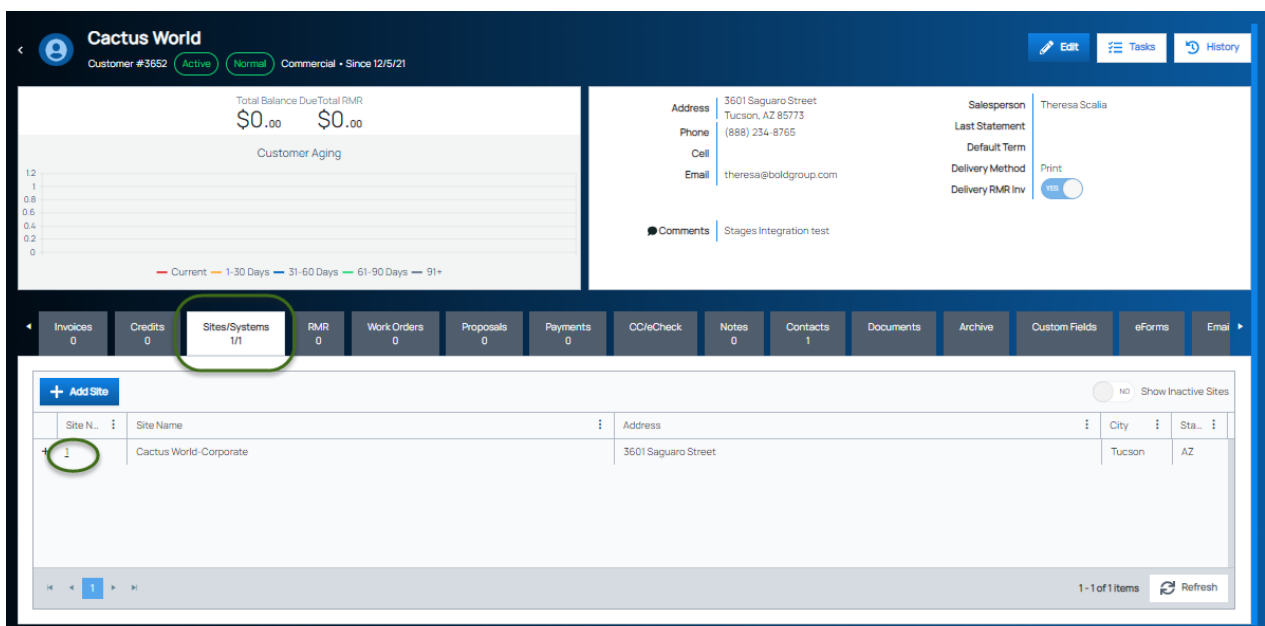 Cactus World
Customer #3652 Active Normal Commercial • Since 12/5/21
Edit Tasks History
Total Balance Due Total RMR
$0.00 $0.00
Customer Aging
1.2
1
0.8
0.6
0.4
0.2
0
Current 1-30 Days 31-60 Days 61-90 Days 91+
Address 3601 Saguaro Street
Tucson, AZ 85773
Phone (888) 234-8765
Cell
Email theresa@boldgroup.com
Comments Stages Integration test
Salesperson Theresa Scalia
Last Statement
Default Term
Delivery Method Print
Delivery RMR Inv YES
Invoices Credits Sites/Systems RMR Work Orders Proposals Payments CC/eCheck Notes Contacts Documents Archive Custom Fields eForms Emai
0 0 1/1 0 0 0 0 0 1
+ Add Site NO Show Inactive Sites
Site N... Site Name Address City Sta...
+ 1 Cactus World-Corporate 3601 Saguaro Street Tucson AZ
1 1 - 1 of 1 items Refresh